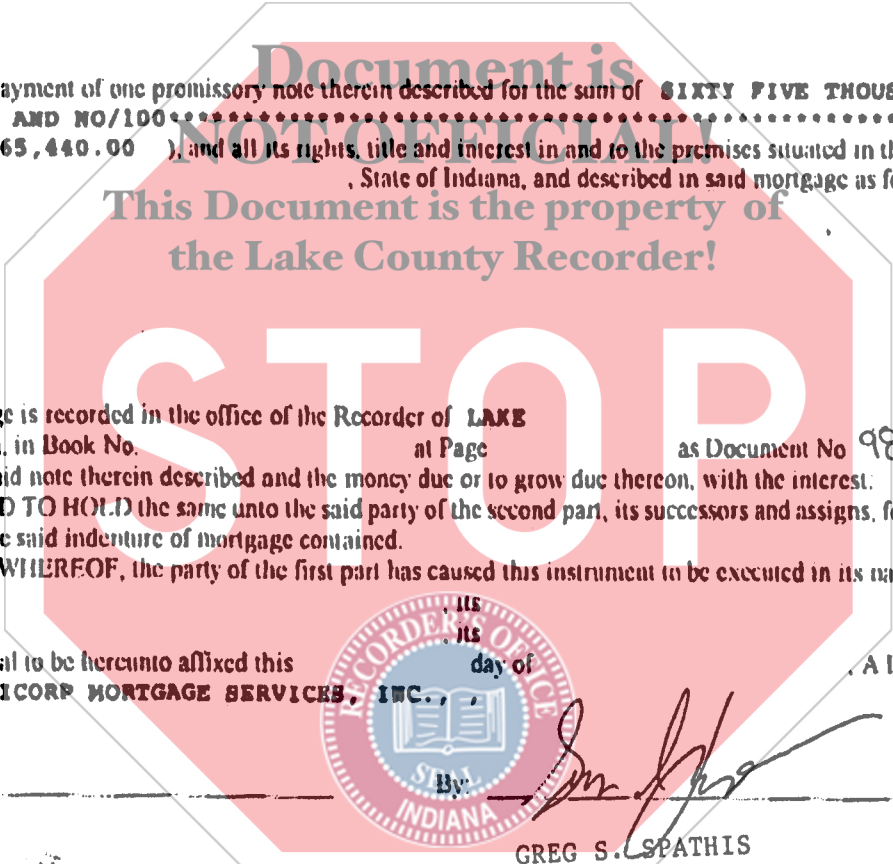 Document is
ayment of one promissory note therein described for the sum of SIXTY FIVE THOUS
AND NO/100
NOT OFFICIAL!
65,440.00 ), and all its rights, title and interest in and to the premises situated in th
, State of Indiana, and described in said mortgage as fo
This Document is the property of
the Lake County Recorder!
STOP
ge is recorded in the office of the Recorder of LAKE
, in Book No. at Page as Document No 98
aid note therein described and the money due or to grow due thereon, with the interest.
D TO HOLD the same unto the said party of the second part, its successors and assigns, fo
e said indenture of mortgage contained.
WHEREOF, the party of the first part has caused this instrument to be executed in its na
, its
, its
al to be hereunto affixed this day of , A D
ICORP MORTGAGE SERVICES, INC., ,
RECORDER'S OFFICE
SEAL
INDIANA
By:
GREG S. SPATHIS